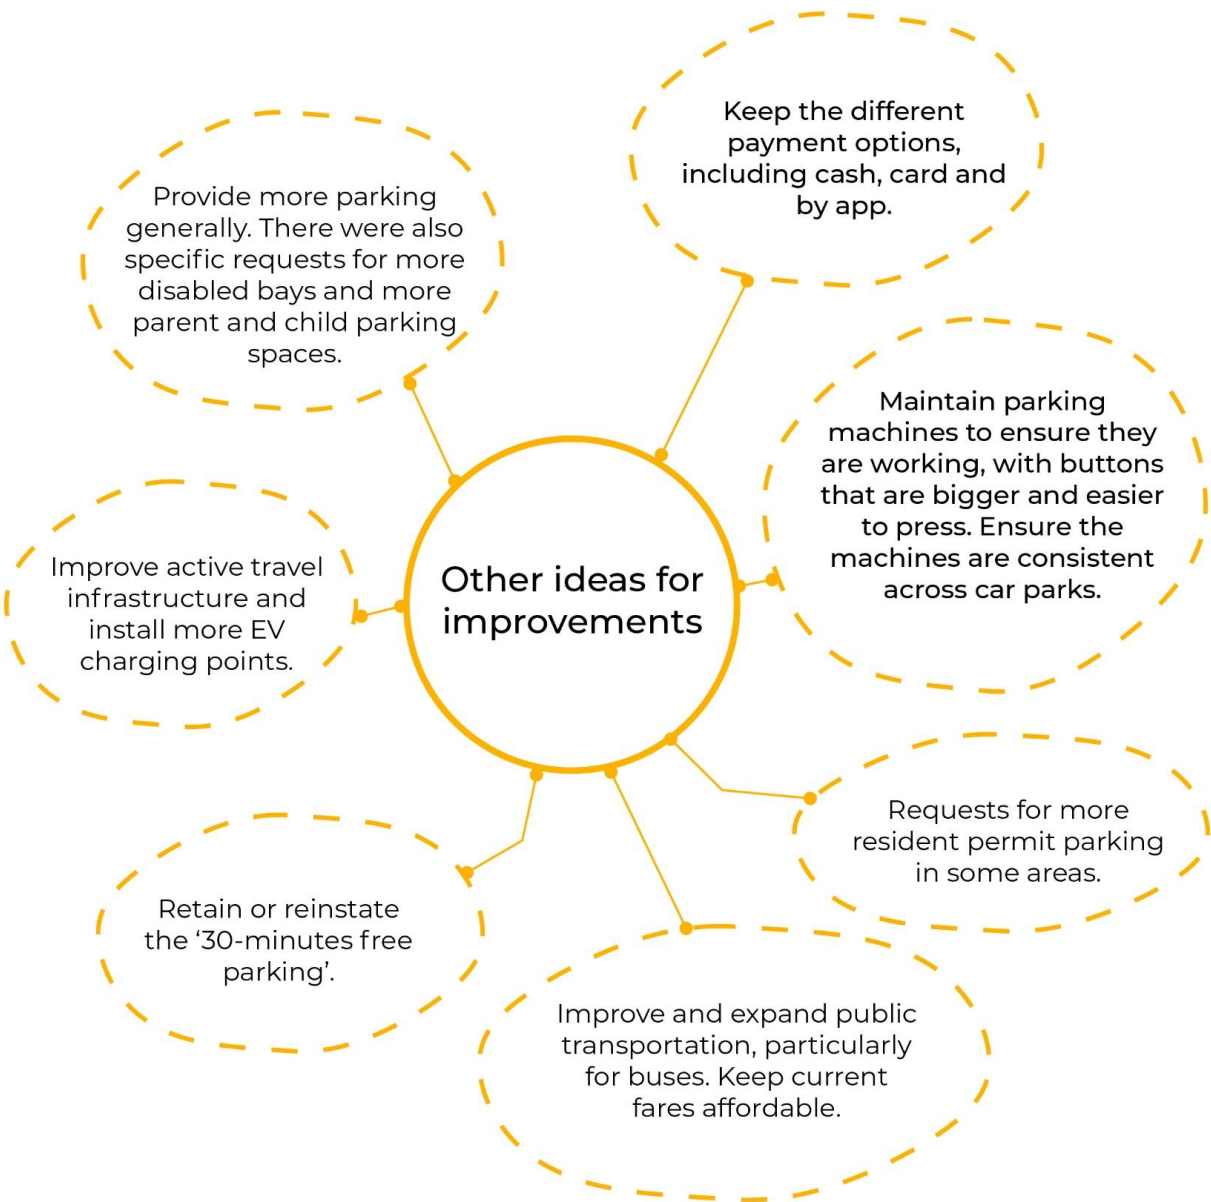 Keep the different
payment options,
including cash, card and
by app.
Provide more parking
generally. There were also
specific requests for more
disabled bays and more
parent and child parking
spaces.
Maintain parking
machines to ensure they
are working, with buttons
that are bigger and easier
to press. Ensure the
machines are consistent
across car parks.
Other ideas for
improvements
Improve active travel
infrastructure and
install more EV
charging points.
Requests for more
resident permit parking
in some areas.
Retain or reinstate
the ‘30-minutes free
parking’.
Improve and expand public
transportation, particularly
for buses. Keep current
fares affordable.